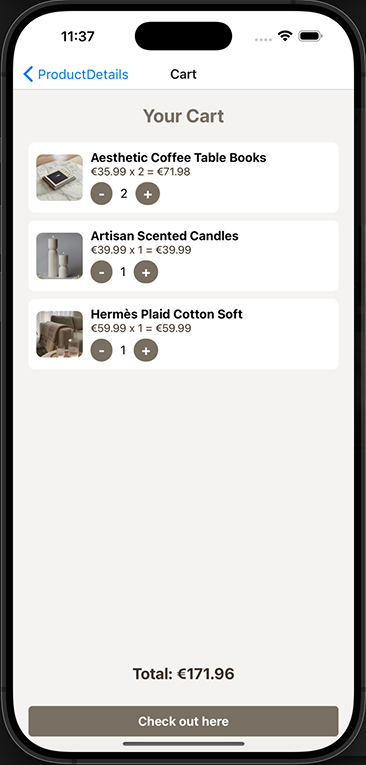 11:37
ProductDetails Cart
Your Cart
Aesthetic Coffee Table Books
€35.99 x 2 = €71.98
- 2 +
Artisan Scented Candles
€39.99 x 1 = €39.99
- 1 +
Hermès Plaid Cotton Soft
€59.99 x 1 = €59.99
- 1 +
Total: €171.96
Check out here